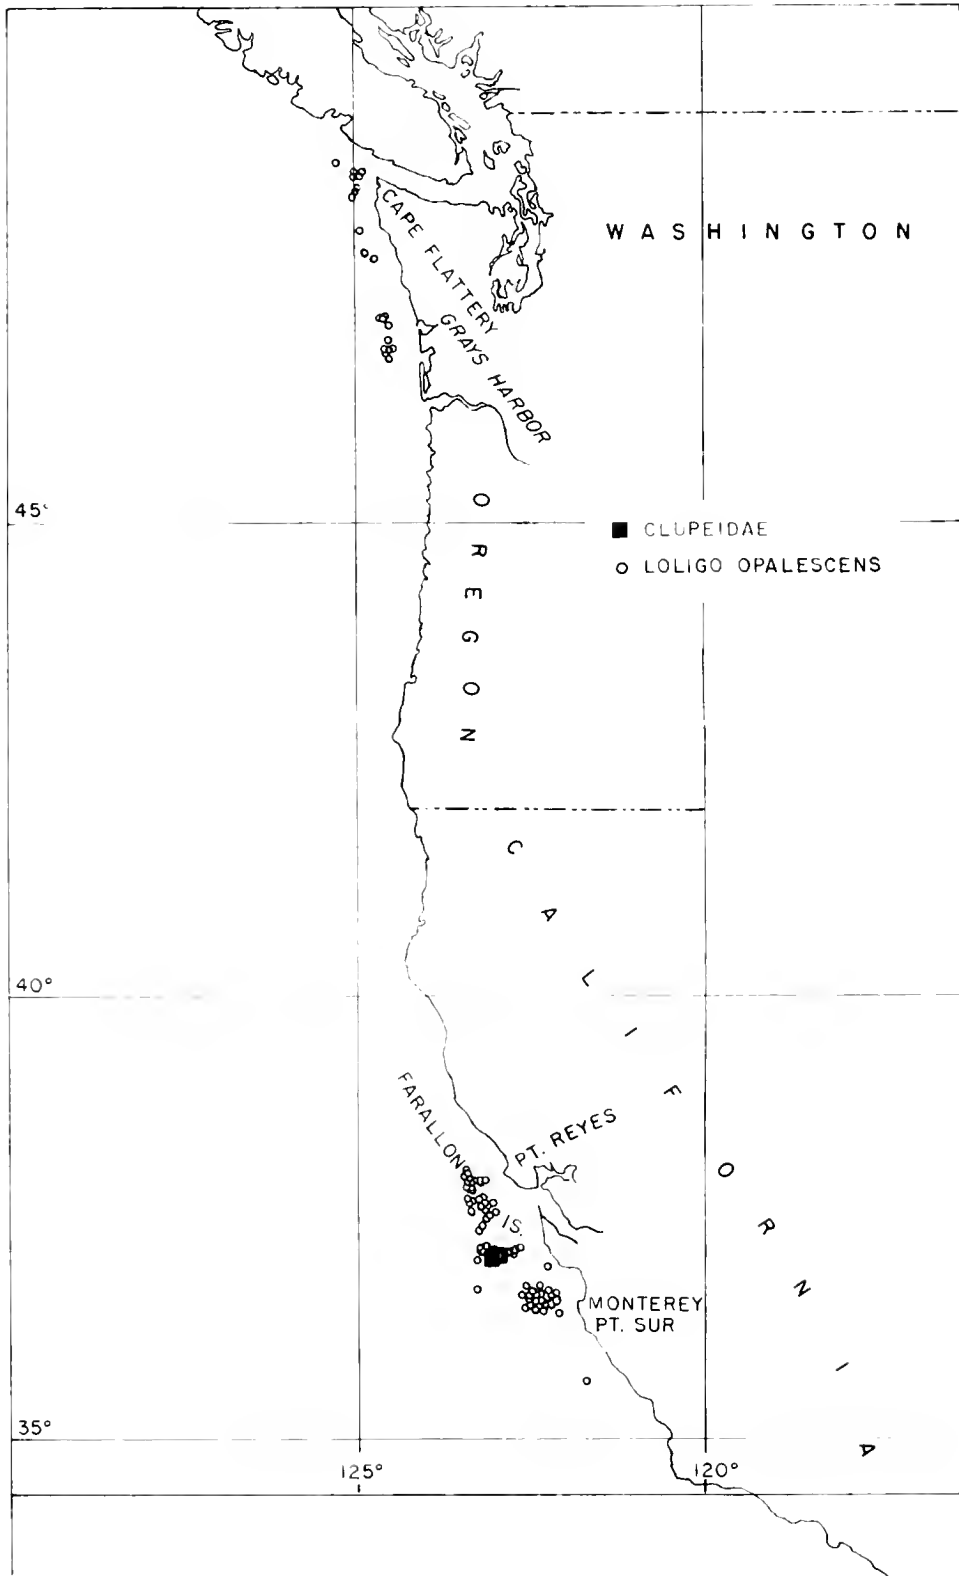 WASHINGTON
CAPE FLATTERY
GRAYS HARBOR
45°
OREGON
CLUPEIDAE
LOLIGO OPALESCENS
CALIFORNIA
40°
FARALLON IS.
PT. REYES
MONTEREY
PT. SUR
35°
125°
120°